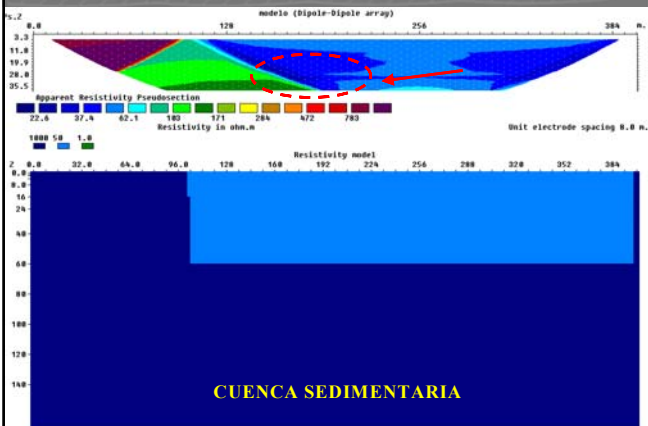 modelo (Dipole-Dipole array)
Ps.Z
0.0 128 256 384 m.
3.3
11.8
19.9
28.0
35.5
Apparent Resistivity Pseudosection
22.6 37.4 62.1 103 171 284 472 783
Resistivity in ohm.m
Unit electrode spacing 8.0 m.
1000 50 1.0
Resistivity model
Z 0.0 32.0 64.0 96.0 128 160 192 224 256 288 320 352 384
0.0
8.0
16
24
40
60
80
100
120
140
CUENCA SEDIMENTARIA